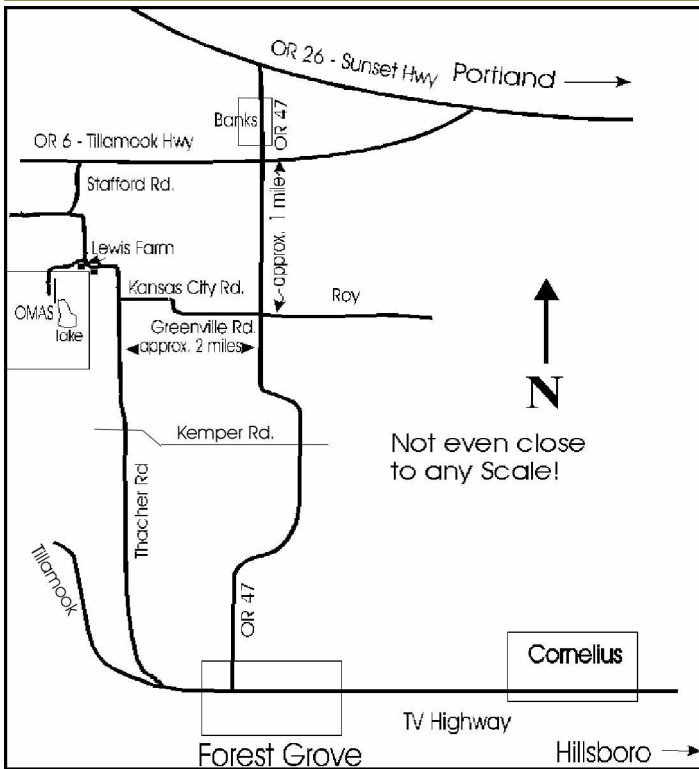 OR 26 - Sunset Hwy
Portland
Banks
OR 47
OR 6 - Tillamook Hwy
Stafford Rd.
approx. 1 mile
Lewis Farm
Kansas City Rd.
Roy
OMAS
lake
Greenville Rd.
approx. 2 miles
N
Kemper Rd.
Not even close
to any Scale!
Thacher Rd
Tillamook
OR 47
Cornelius
TV Highway
Forest Grove
Hillsboro